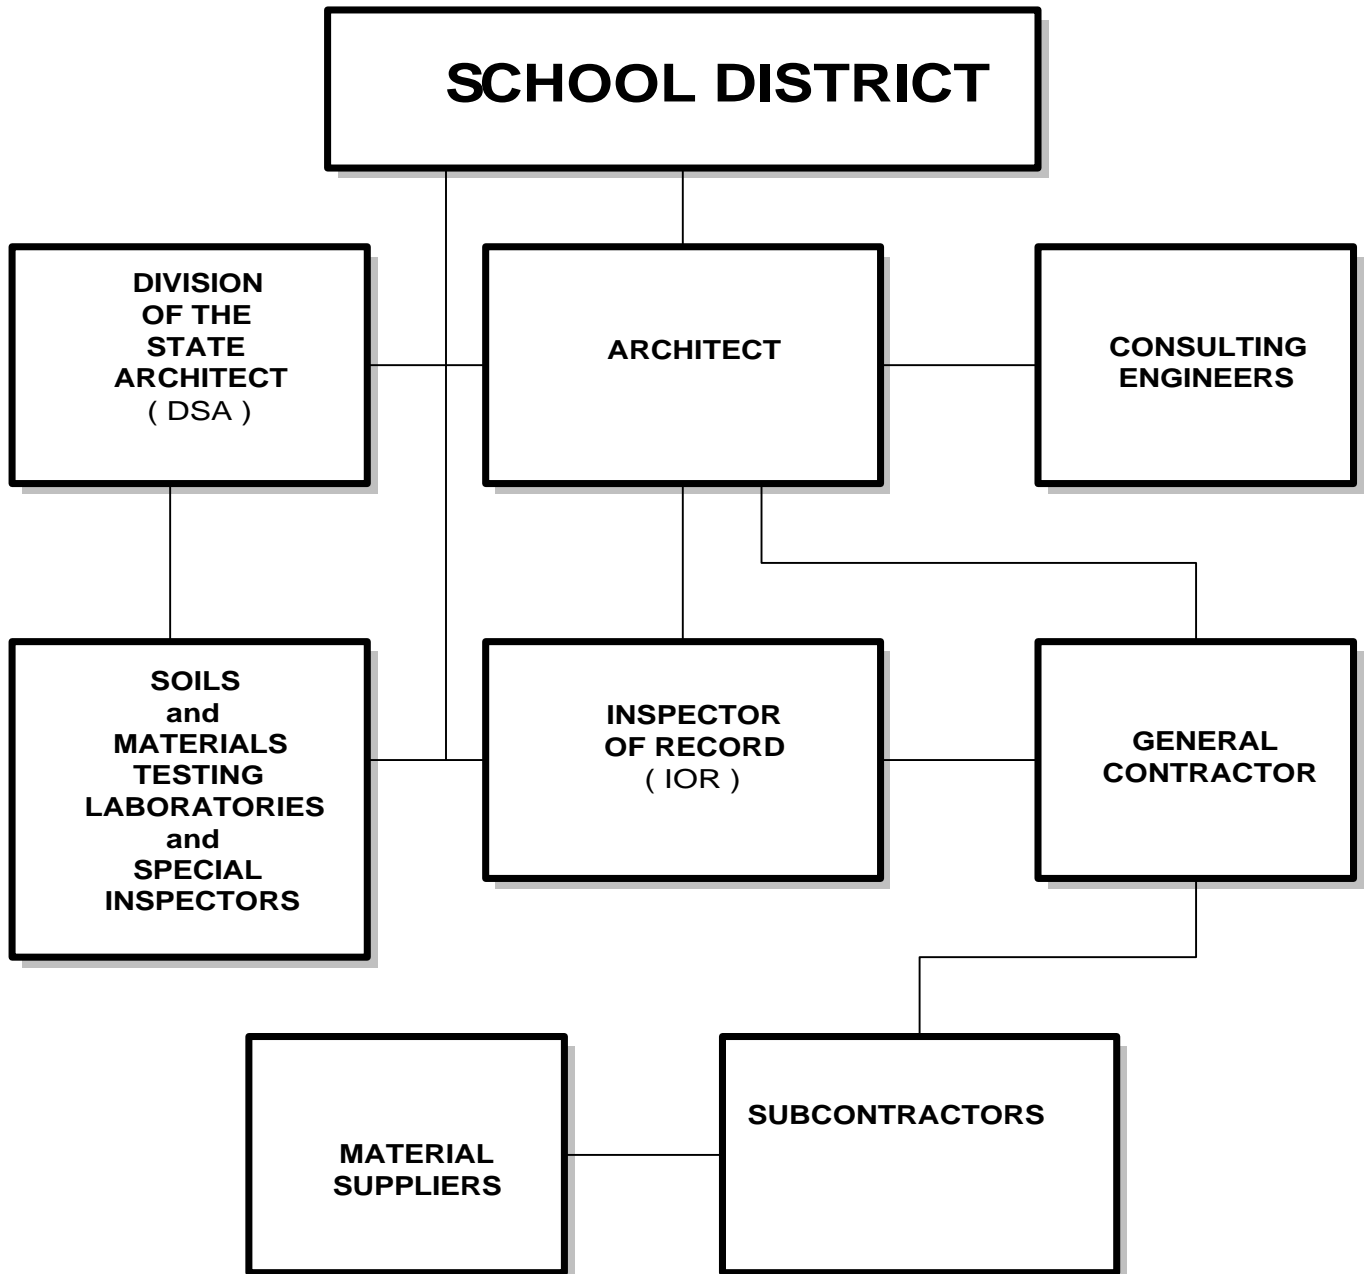 SCHOOL DISTRICT
DIVISION
OF THE
STATE
ARCHITECT
( DSA )
ARCHITECT
CONSULTING
ENGINEERS
SOILS
and
MATERIALS
TESTING
LABORATORIES
and
SPECIAL
INSPECTORS
INSPECTOR
OF RECORD
( IOR )
GENERAL
CONTRACTOR
MATERIAL
SUPPLIERS
SUBCONTRACTORS